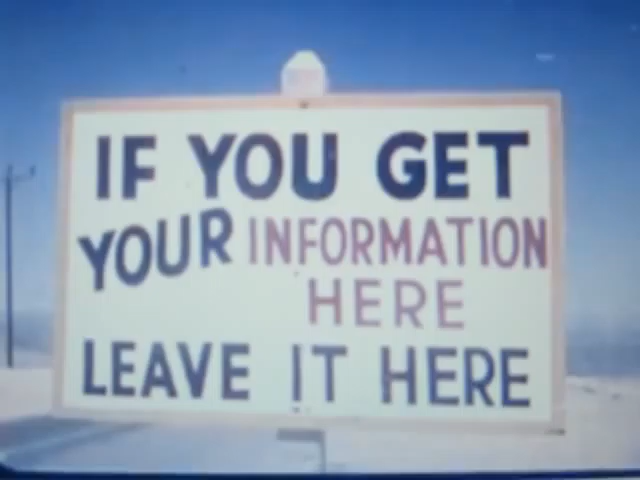 IF YOU GET
YOUR INFORMATION
HERE
LEAVE IT HERE